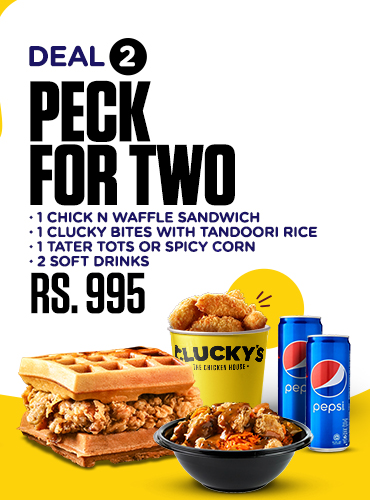 DEAL 2
PECK
FOR TWO
• 1 CHICK N WAFFLE SANDWICH
• 1 CLUCKY BITES WITH TANDOORI RICE
• 1 TATER TOTS OR SPICY CORN
• 2 SOFT DRINKS
RS. 995
CLUCKY'S
THE CHICKEN HOUSE
pepsi